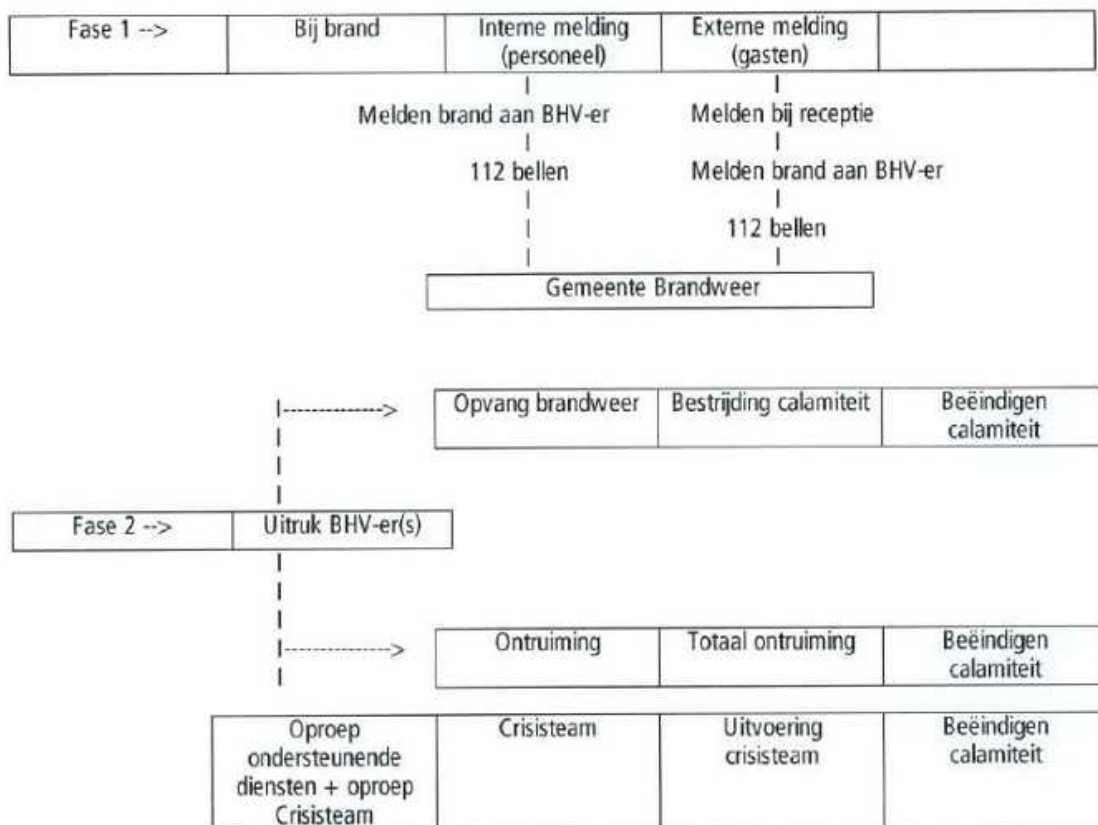 Fase 1 --> Bij brand Interne melding Externe melding
(personeel) (gasten)
Melden brand aan BHV-er Melden bij receptie
112 bellen Melden brand aan BHV-er
112 bellen
Gemeente Brandweer
Opvang brandweer Bestrijding calamiteit Beëindigen
calamiteit
Fase 2 --> Uitruk BHV-er(s)
Ontruiming Totaal ontruiming Beëindigen
calamiteit
Oproep Crisisteam Uitvoering Beëindigen
ondersteunende crisisteam calamiteit
diensten + oproep
Crisisteam